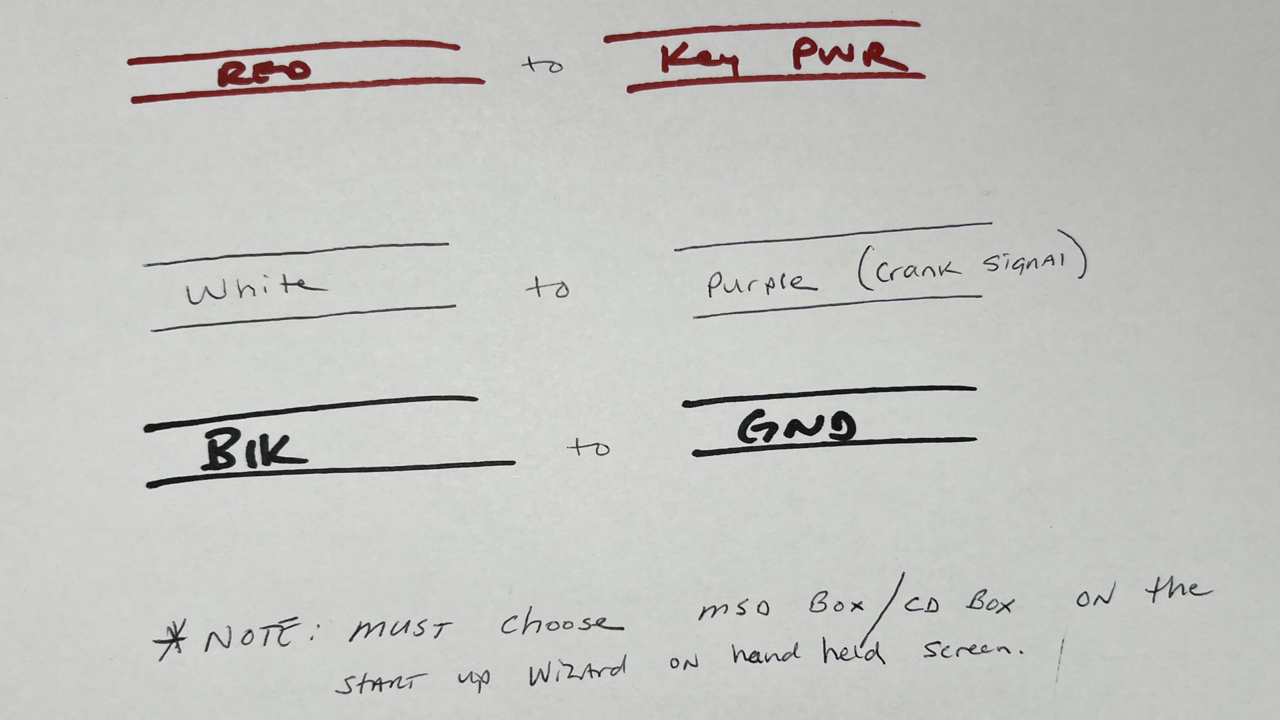 RED to Key PWR
White to Purple (Crank Signal)
Blk to GND
* NOTE: must choose MSD Box/CD Box on the
start up wizard on hand held screen.